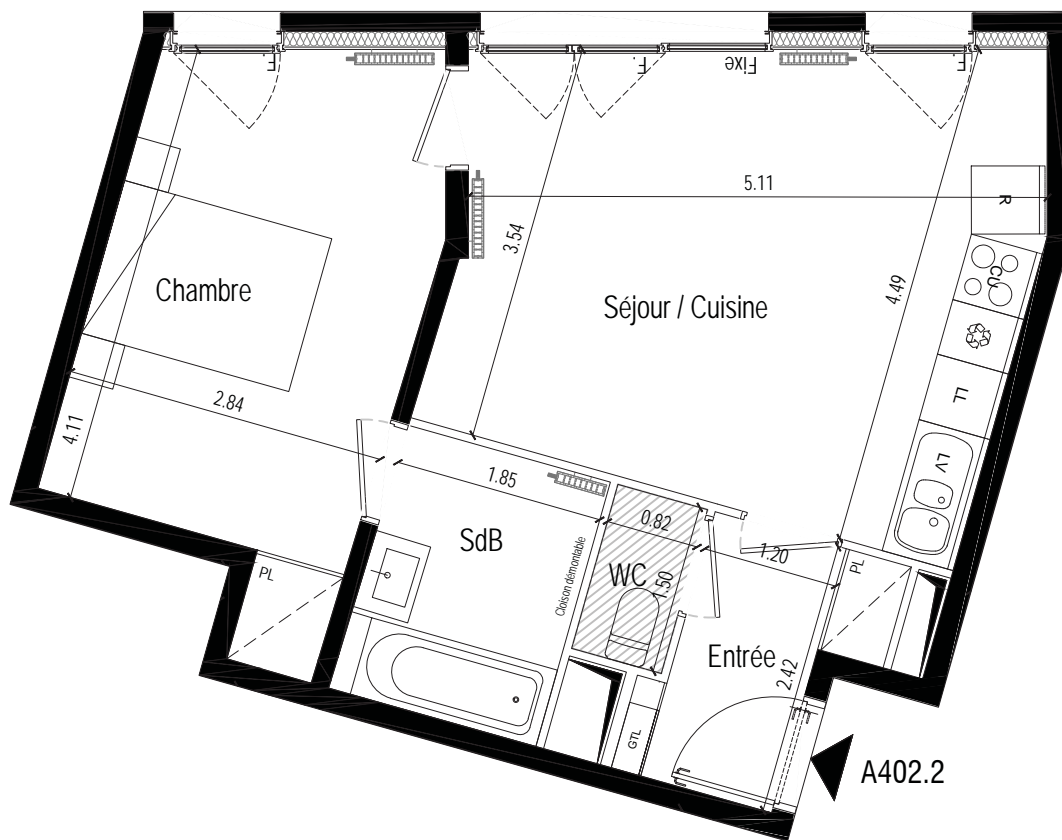 F.
F.
Fixe
F.
5.11
R
3.54
Chambre
Séjour / Cuisine
4.49
CU
LL
2.84
4.11
LV
1.85
0.82
SdB
1.20
Cloison démontable
WC
1.50
PL
PL
Entrée
2.42
GTL
A402.2